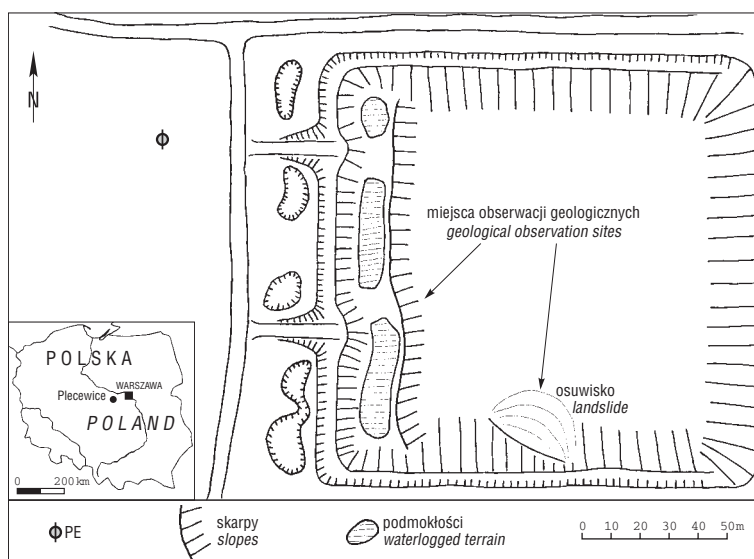 N
ϕ
miejsca obserwacji geologicznych
geological observation sites
osuwisko
landslide
POLSKA
WARSZAWA
Plecewice
POLAND
0 200 km
ϕ PE
skarpy
slopes
podmokłości
waterlogged terrain
0 10 20 30 40 50m